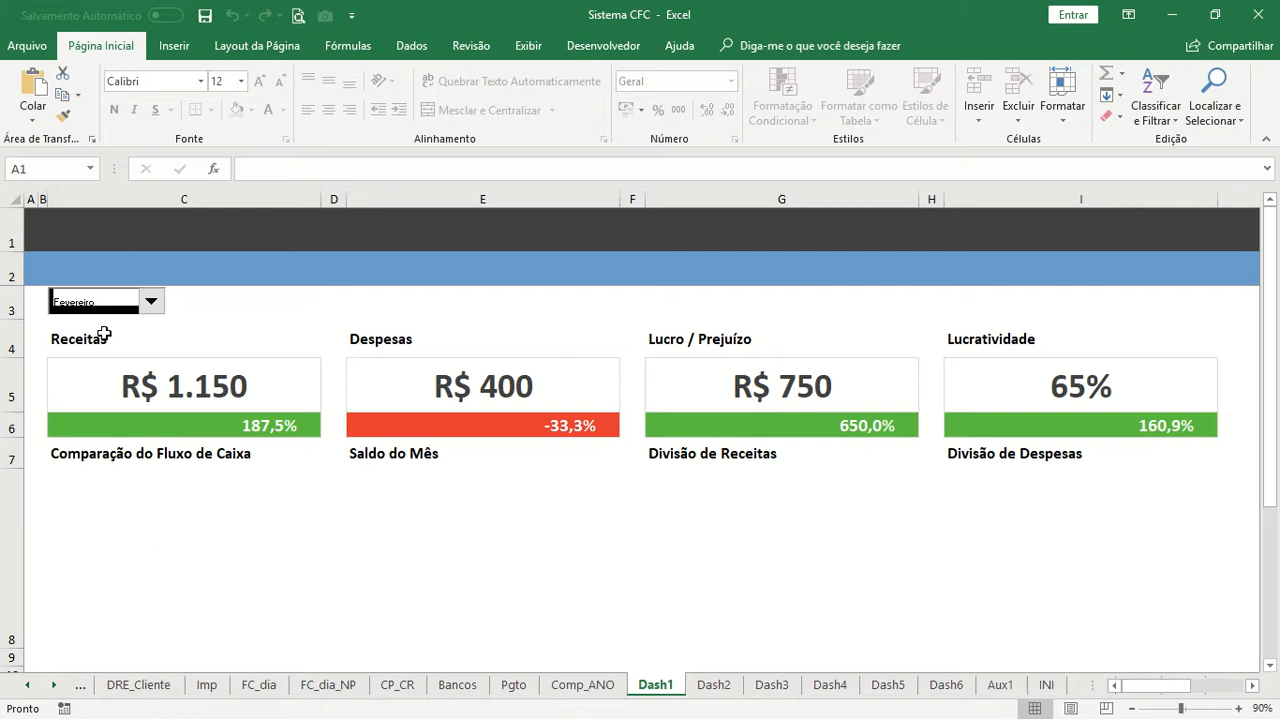 Salvamento Automático
Sistema CFC - Excel
Entrar
Arquivo
Página Inicial
Inserir
Layout da Página
Fórmulas
Dados
Revisão
Exibir
Desenvolvedor
Ajuda
Diga-me o que você deseja fazer
Compartilhar
Colar
Calibri
12
N I S
A
Quebrar Texto Automaticamente
Mesclar e Centralizar
Geral
% 000
Formatação Condicional
Formatar como Tabela
Estilos de Célula
Inserir
Excluir
Formatar
Classificar e Filtrar
Localizar e Selecionar
Área de Transf...
Fonte
Alinhamento
Número
Estilos
Células
Edição
A1
fx
A B C D E F G H I
1
2
3
Fevereiro
4
Receitas
Despesas
Lucro / Prejuízo
Lucratividade
5
R$ 1.150
R$ 400
R$ 750
65%
6
187,5%
-33,3%
650,0%
160,9%
7
Comparação do Fluxo de Caixa
Saldo do Mês
Divisão de Receitas
Divisão de Despesas
8
9
...
DRE_Cliente
Imp
FC_dia
FC_dia_NP
CP_CR
Bancos
Pgto
Comp_ANO
Dash1
Dash2
Dash3
Dash4
Dash5
Dash6
Aux1
INI
Pronto
90%